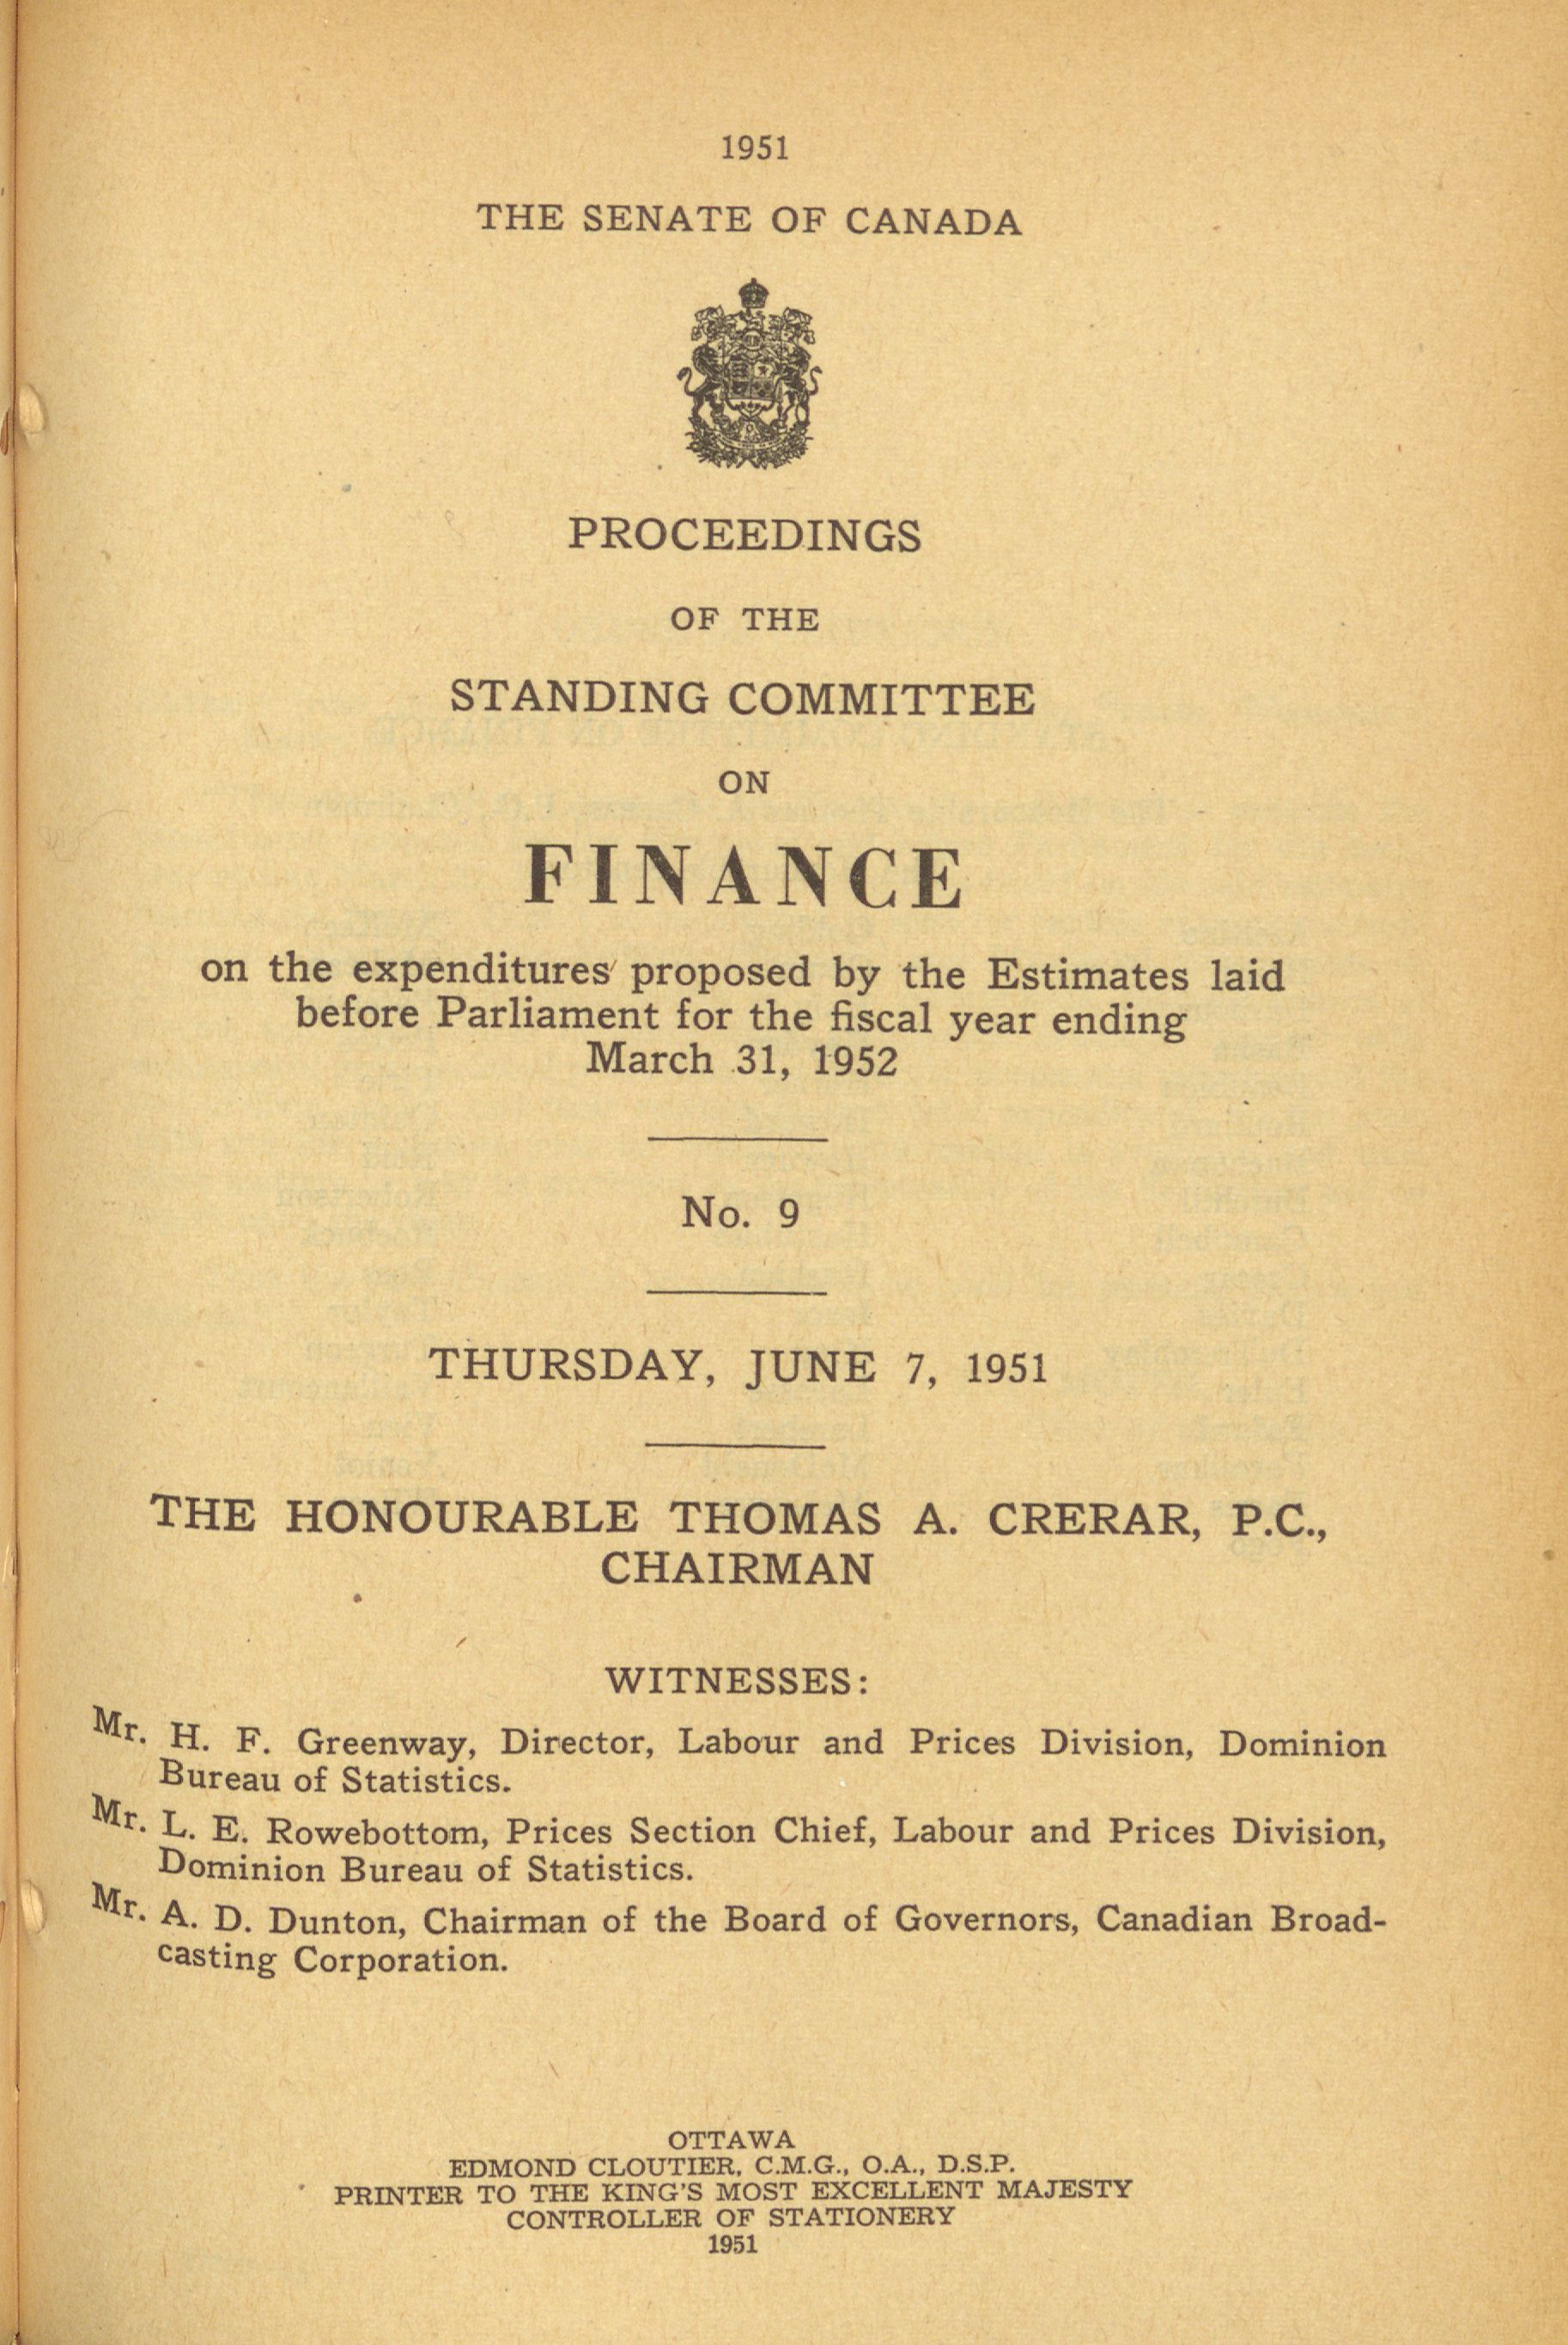 1951
THE SENATE OF CANADA
PROCEEDINGS
OF THE
STANDING COMMITTEE
ON
FINANCE
on the expenditures proposed by the Estimates laid
before Parliament for the fiscal year ending
March 31, 1952
No. 9
THURSDAY, JUNE 7, 1951
THE HONOURABLE THOMAS A. CRERAR, P.C.,
CHAIRMAN
WITNESSES:
Mr. H. F. Greenway, Director, Labour and Prices Division, Dominion
Bureau of Statistics.
Mr. L. E. Rowebottom, Prices Section Chief, Labour and Prices Division,
Dominion Bureau of Statistics.
Mr. A. D. Dunton, Chairman of the Board of Governors, Canadian Broad-
casting Corporation.
OTTAWA
EDMOND CLOUTIER, C.M.G., O.A., D.S.P.
PRINTER TO THE KING'S MOST EXCELLENT MAJESTY
CONTROLLER OF STATIONERY
1951